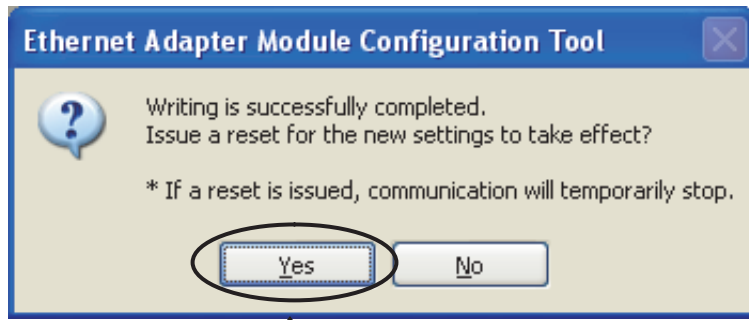 Ethernet Adapter Module Configuration Tool
Writing is successfully completed.
Issue a reset for the new settings to take effect?
* If a reset is issued, communication will temporarily stop.
Yes No